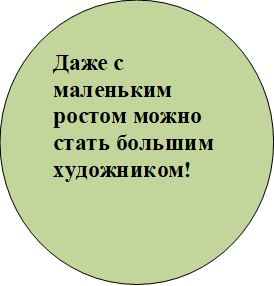 Даже с
маленьким
ростом можно
стать большим
художником!